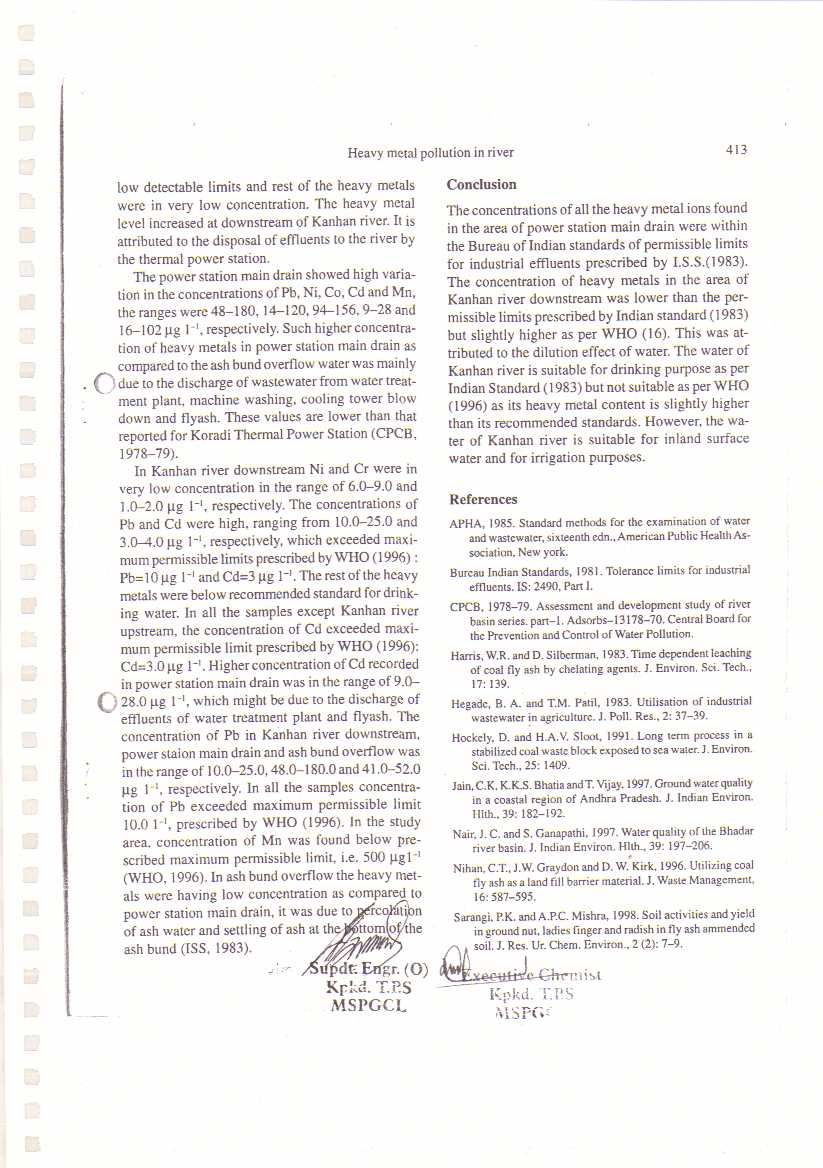 Heavy metal pollution in river
413
low detectable limits and rest of the heavy metals
were in very low concentration. The heavy metal
level increased at downstream of Kanhan river. It is
attributed to the disposal of effluents to the river by
the thermal power station.
The power station main drain showed high varia-
tion in the concentrations of Pb, Ni, Co, Cd and Mn,
the ranges were 48–180, 14–120, 94–156, 9–28 and
16–102 µg l⁻¹, respectively. Such higher concentra-
tion of heavy metals in power station main drain as
compared to the ash bund overflow water was mainly
due to the discharge of wastewater from water treat-
ment plant, machine washing, cooling tower blow
down and flyash. These values are lower than that
reported for Koradi Thermal Power Station (CPCB,
1978–79).
In Kanhan river downstream Ni and Cr were in
very low concentration in the range of 6.0–9.0 and
1.0–2.0 µg l⁻¹, respectively. The concentrations of
Pb and Cd were high, ranging from 10.0–25.0 and
3.0–4.0 µg l⁻¹, respectively, which exceeded maxi-
mum permissible limits prescribed by WHO (1996) :
Pb=10 µg l⁻¹ and Cd=3 µg l⁻¹. The rest of the heavy
metals were below recommended standard for drink-
ing water. In all the samples except Kanhan river
upstream, the concentration of Cd exceeded maxi-
mum permissible limit prescribed by WHO (1996):
Cd=3.0 µg l⁻¹. Higher concentration of Cd recorded
in power station main drain was in the range of 9.0–
28.0 µg l⁻¹, which might be due to the discharge of
effluents of water treatment plant and flyash. The
concentration of Pb in Kanhan river downstream,
power staion main drain and ash bund overflow was
in the range of 10.0–25.0, 48.0–180.0 and 41.0–52.0
µg l⁻¹, respectively. In all the samples concentra-
tion of Pb exceeded maximum permissible limit
10.0 l⁻¹, prescribed by WHO (1996). In the study
area, concentration of Mn was found below pre-
scribed maximum permissible limit, i.e. 500 µgl⁻¹
(WHO, 1996). In ash bund overflow the heavy met-
als were having low concentration as compared to
power station main drain, it was due to percolation
of ash water and settling of ash at the bottom of the
ash bund (ISS, 1983).
Supdt. Engr. (O)
Kpkd. T.P.S
MSPGCL
Conclusion
The concentrations of all the heavy metal ions found
in the area of power station main drain were within
the Bureau of Indian standards of permissible limits
for industrial effluents prescribed by I.S.S.(1983).
The concentration of heavy metals in the area of
Kanhan river downstream was lower than the per-
missible limits prescribed by Indian standard (1983)
but slightly higher as per WHO (16). This was at-
tributed to the dilution effect of water. The water of
Kanhan river is suitable for drinking purpose as per
Indian Standard (1983) but not suitable as per WHO
(1996) as its heavy metal content is slightly higher
than its recommended standards. However, the wa-
ter of Kanhan river is suitable for inland surface
water and for irrigation purposes.
References
APHA, 1985. Standard methods for the examination of water
and wastewater, sixteenth edn., American Public Health As-
sociation, New york.
Bureau Indian Standards, 1981. Tolerance limits for industrial
effluents. IS: 2490, Part I.
CPCB, 1978–79. Assessment and development study of river
basin series. part–1. Adsorbs–13178–70. Central Board for
the Prevention and Control of Water Pollution.
Harris, W.R. and D. Silberman, 1983. Time dependent leaching
of coal fly ash by chelating agents. J. Environ. Sci. Tech.,
17: 139.
Hegade, B. A. and T.M. Patil, 1983. Utilisation of industrial
wastewater in agriculture. J. Poll. Res., 2: 37–39.
Hockely, D. and H.A.V. Sloot, 1991. Long term process in a
stabilized coal waste block exposed to sea water. J. Environ.
Sci. Tech., 25: 1409.
Jain, C.K, K.K.S. Bhatia and T. Vijay, 1997. Ground water quality
in a coastal region of Andhra Pradesh. J. Indian Environ.
Hlth., 39: 182–192.
Nair, J. C. and S. Ganapathi, 1997. Water quality of the Bhadar
river basin. J. Indian Environ. Hlth., 39: 197–206.
Nihan, C.T., J.W. Graydon and D. W. Kirk, 1996. Utilizing coal
fly ash as a land fill barrier material. J. Waste Management,
16: 587–595.
Sarangi, P.K. and A.P.C. Mishra, 1998. Soil activities and yield
in ground nut, ladies finger and radish in fly ash ammended
soil. J. Res. Ur. Chem. Environ., 2 (2): 7–9.
Executive Chemist
Kpkd. T.P.S
MSPGC